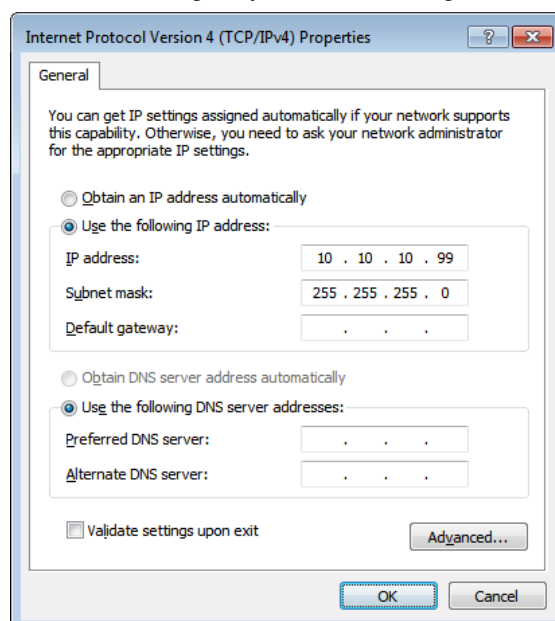 Internet Protocol Version 4 (TCP/IPv4) Properties
General
You can get IP settings assigned automatically if your network supports
this capability. Otherwise, you need to ask your network administrator
for the appropriate IP settings.
Obtain an IP address automatically
Use the following IP address:
IP address: 10 . 10 . 10 . 99
Subnet mask: 255 . 255 . 255 . 0
Default gateway: . . .
Obtain DNS server address automatically
Use the following DNS server addresses:
Preferred DNS server: . . .
Alternate DNS server: . . .
Validate settings upon exit
Advanced...
OK Cancel